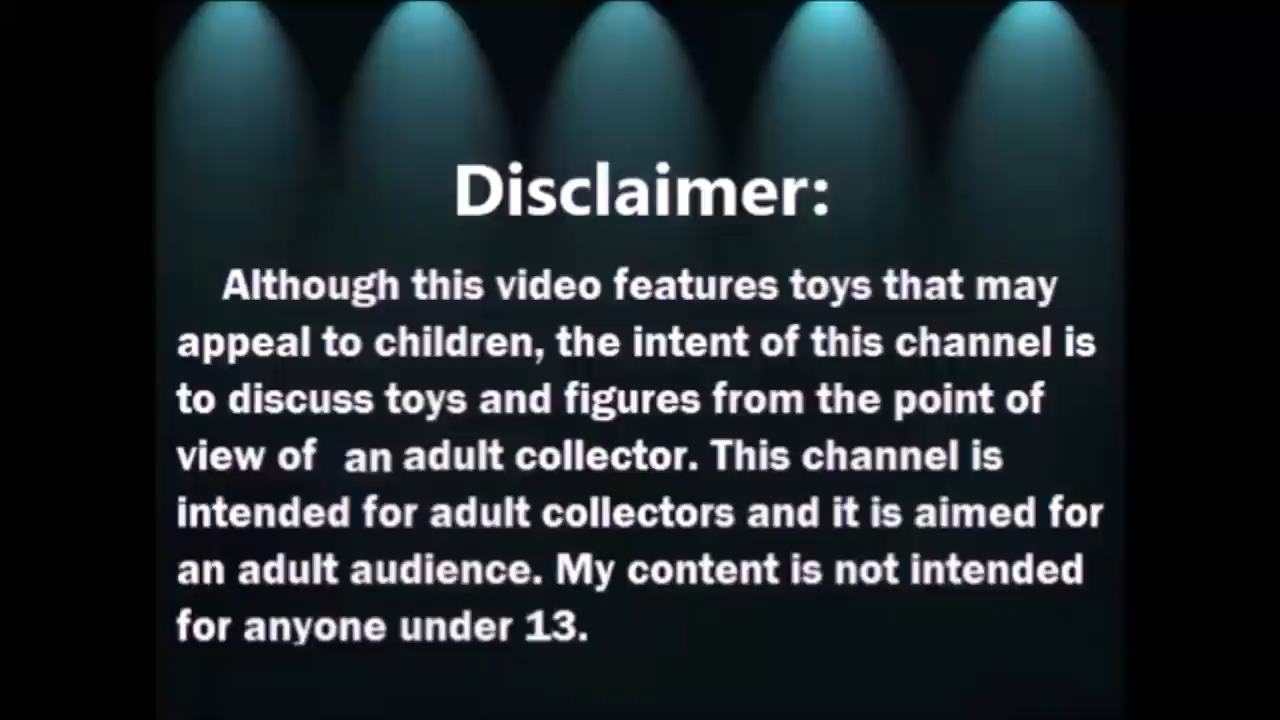 Disclaimer:
Although this video features toys that may
appeal to children, the intent of this channel is
to discuss toys and figures from the point of
view of an adult collector. This channel is
intended for adult collectors and it is aimed for
an adult audience. My content is not intended
for anyone under 13.